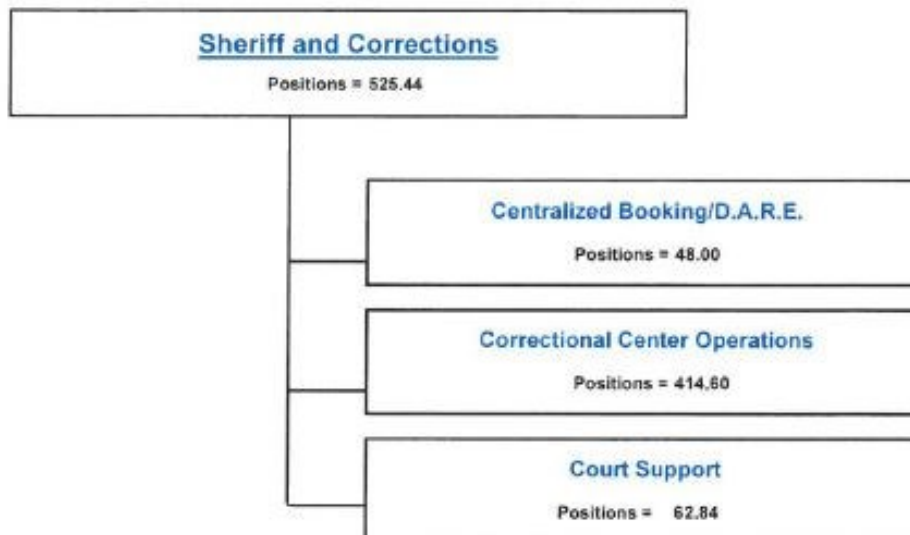 Sheriff and Corrections
Positions = 525.44
Centralized Booking/D.A.R.E.
Positions = 48.00
Correctional Center Operations
Positions = 414.60
Court Support
Positions = 62.84